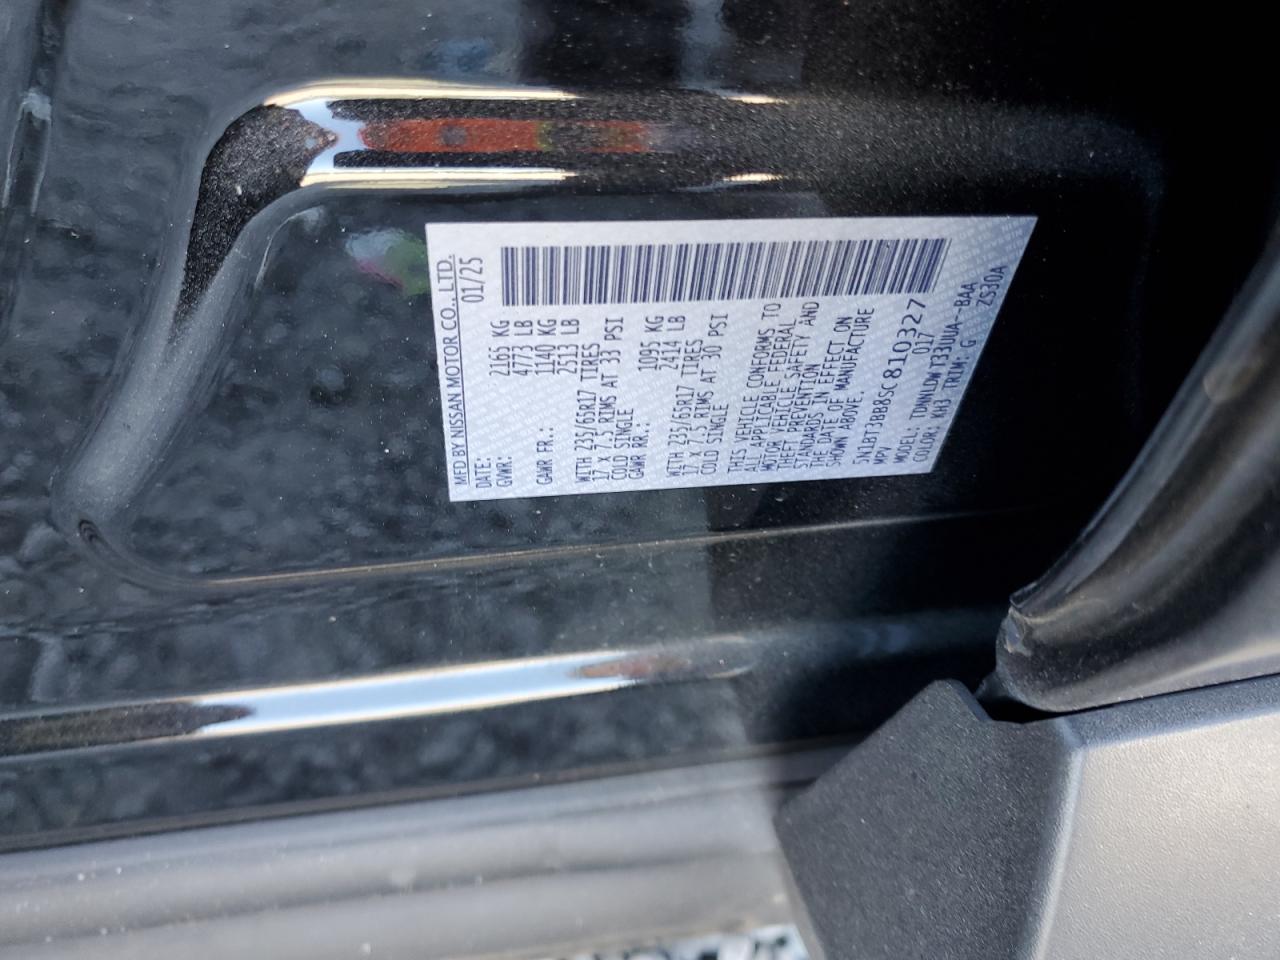 MFD BY NISSAN MOTOR CO., LTD.
DATE: 01/25
GVWR: 2165 KG
4773 LB
GAWR FR.: 1140 KG
2513 LB
WITH 235/65R17 TIRES
17 X 7.5 RIMS AT 33 PSI
COLD SINGLE
GAWR RR.: 1095 KG
2414 LB
WITH 235/65R17 TIRES
17 X 7.5 RIMS AT 30 PSI
COLD SINGLE
THIS VEHICLE CONFORMS TO
ALL APPLICABLE FEDERAL
MOTOR VEHICLE SAFETY AND
THEFT PREVENTION
STANDARDS IN EFFECT ON
THE DATE OF MANUFACTURE
SHOWN ABOVE.
5N1BT3BB8SC810327
MPV 017
MODEL: TDNNLDWT33UUA--BAA
COLOR: KH3 TRIM: G ZS30A